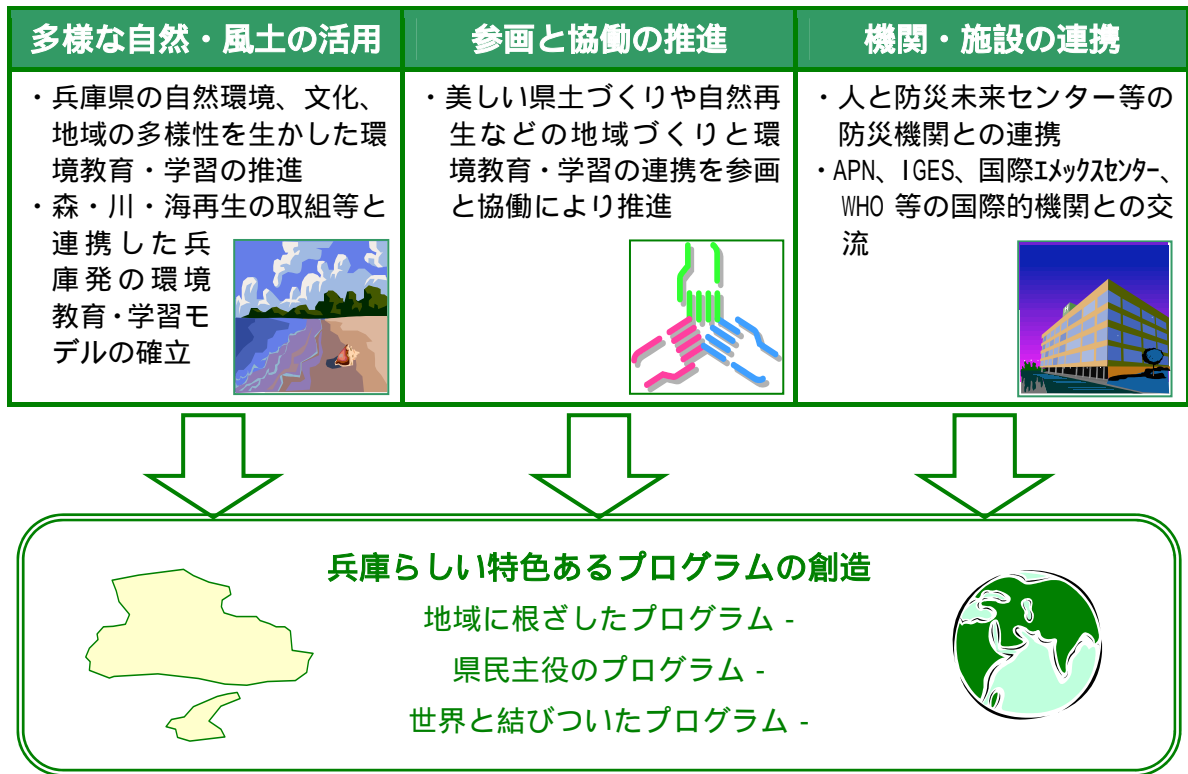 多様な自然・風土の活用
・兵庫県の自然環境、文化、
地域の多様性を生かした環
境教育・学習の推進
・森・川・海再生の取組等と
連携した兵
庫発の環境
教育・学習モ
デルの確立
参画と協働の推進
・美しい県土づくりや自然再
生などの地域づくりと環
境教育・学習の連携を参画
と協働により推進
機関・施設の連携
・人と防災未来センター等の
防災機関との連携
・APN、IGES、国際ｴﾒｯｸｽｾﾝﾀｰ、
WHO 等の国際的機関との交
流
兵庫らしい特色あるプログラムの創造
地域に根ざしたプログラム -
県民主役のプログラム -
世界と結びついたプログラム -